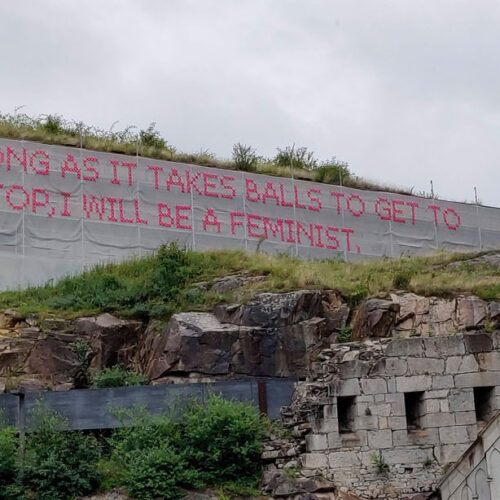 ONG AS IT TAKES BALLS TO GET TO
TOP, I WILL BE A FEMINIST.